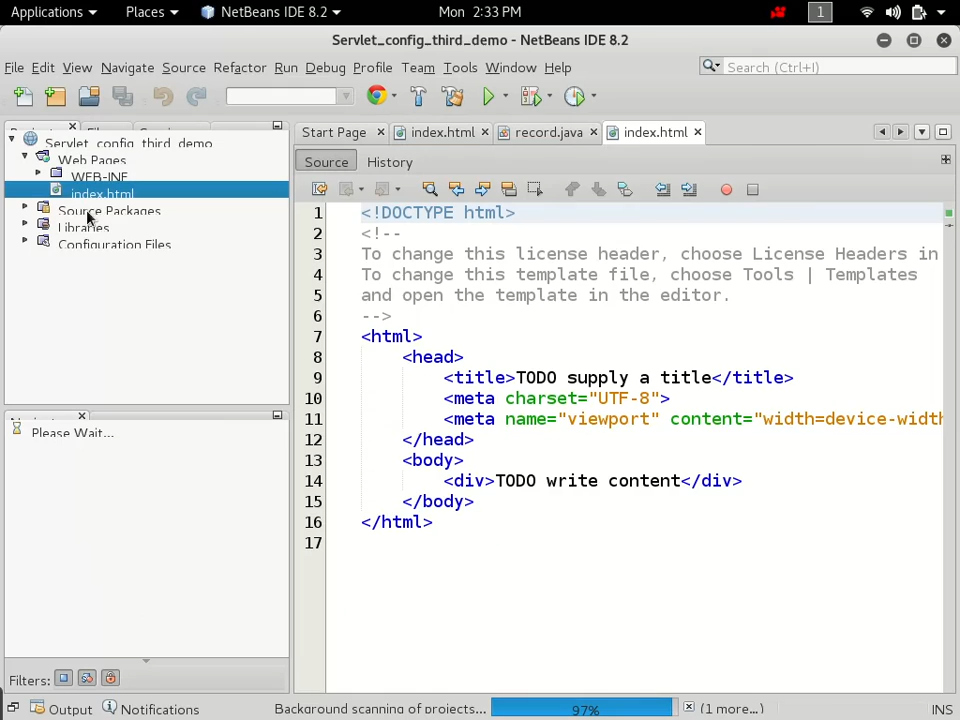 Applications Places NetBeans IDE 8.2 Mon 2:33 PM 1
Servlet_config_third_demo - NetBeans IDE 8.2
File Edit View Navigate Source Refactor Run Debug Profile Team Tools Window Help Search (Ctrl+I)
Start Page index.html record.java index.html
Servlet_config_third_demo
Web Pages
WEB-INF
index.html
Source Packages
Libraries
Configuration Files
Source History
1 <!DOCTYPE html>
2 <!--
3 To change this license header, choose License Headers in
4 To change this template file, choose Tools | Templates
5 and open the template in the editor.
6 -->
7 <html>
8 <head>
9 <title>TODO supply a title</title>
10 <meta charset="UTF-8">
11 <meta name="viewport" content="width=device-width
12 </head>
13 <body>
14 <div>TODO write content</div>
15 </body>
16 </html>
17
Please Wait...
Filters:
Output Notifications Background scanning of projects... 97% (1 more...) INS